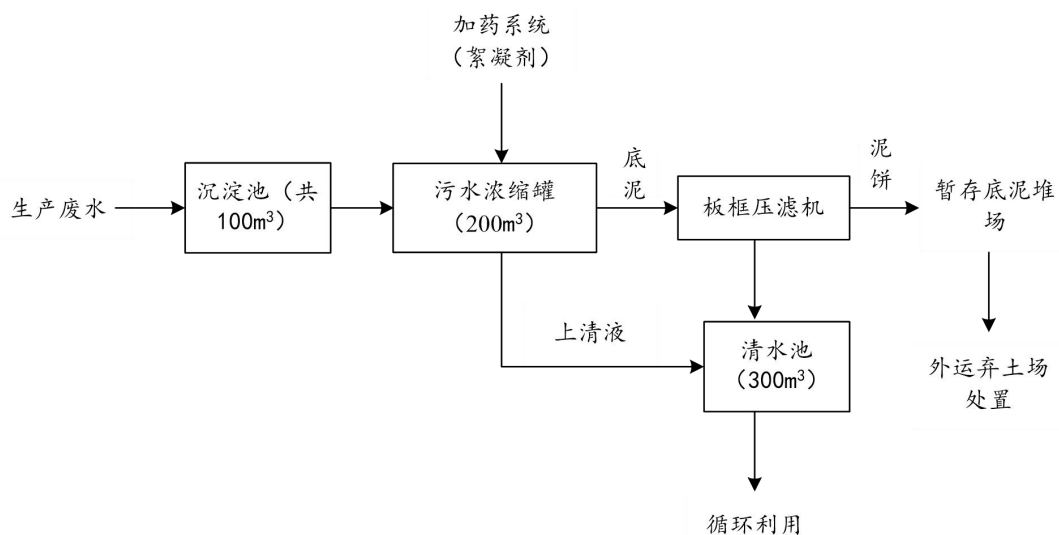 加药系统
（絮凝剂）
生产废水
沉淀池（共
100m³）
污水浓缩罐
（200m³）
底
泥
板框压滤机
泥
饼
暂存底泥堆
场
上清液
清水池
（300m³）
外运弃土场
处置
循环利用